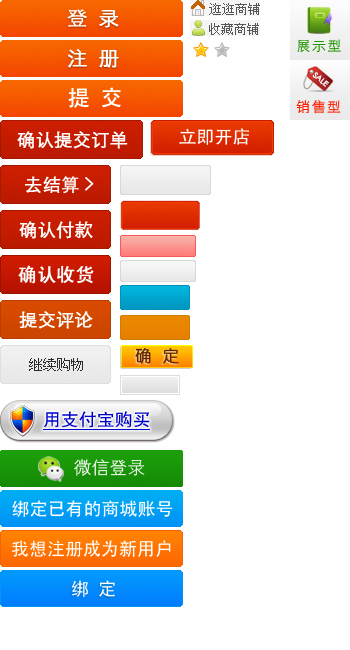 登 录
逛逛商铺
收藏商铺
展示型
注 册
提 交
SALE
销售型
确认提交订单
立即开店
去结算
确认付款
确认收货
提交评论
继续购物
确 定
用支付宝购买
微信登录
绑定已有的商城账号
我想注册成为新用户
绑 定